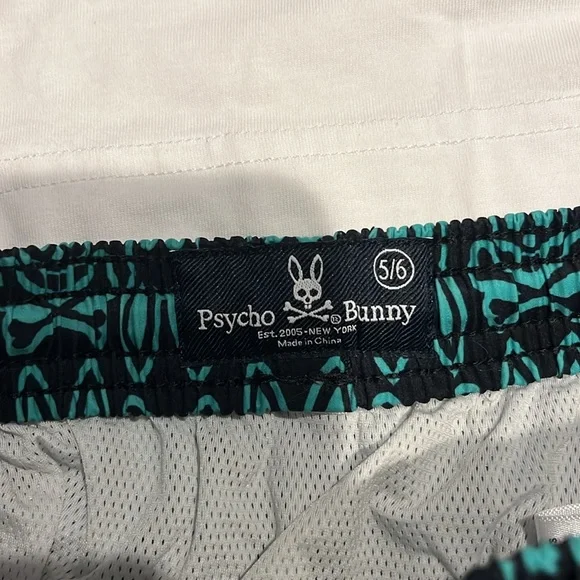 5/6
Psycho ® Bunny
Est. 2005-NEW YORK
Made in China